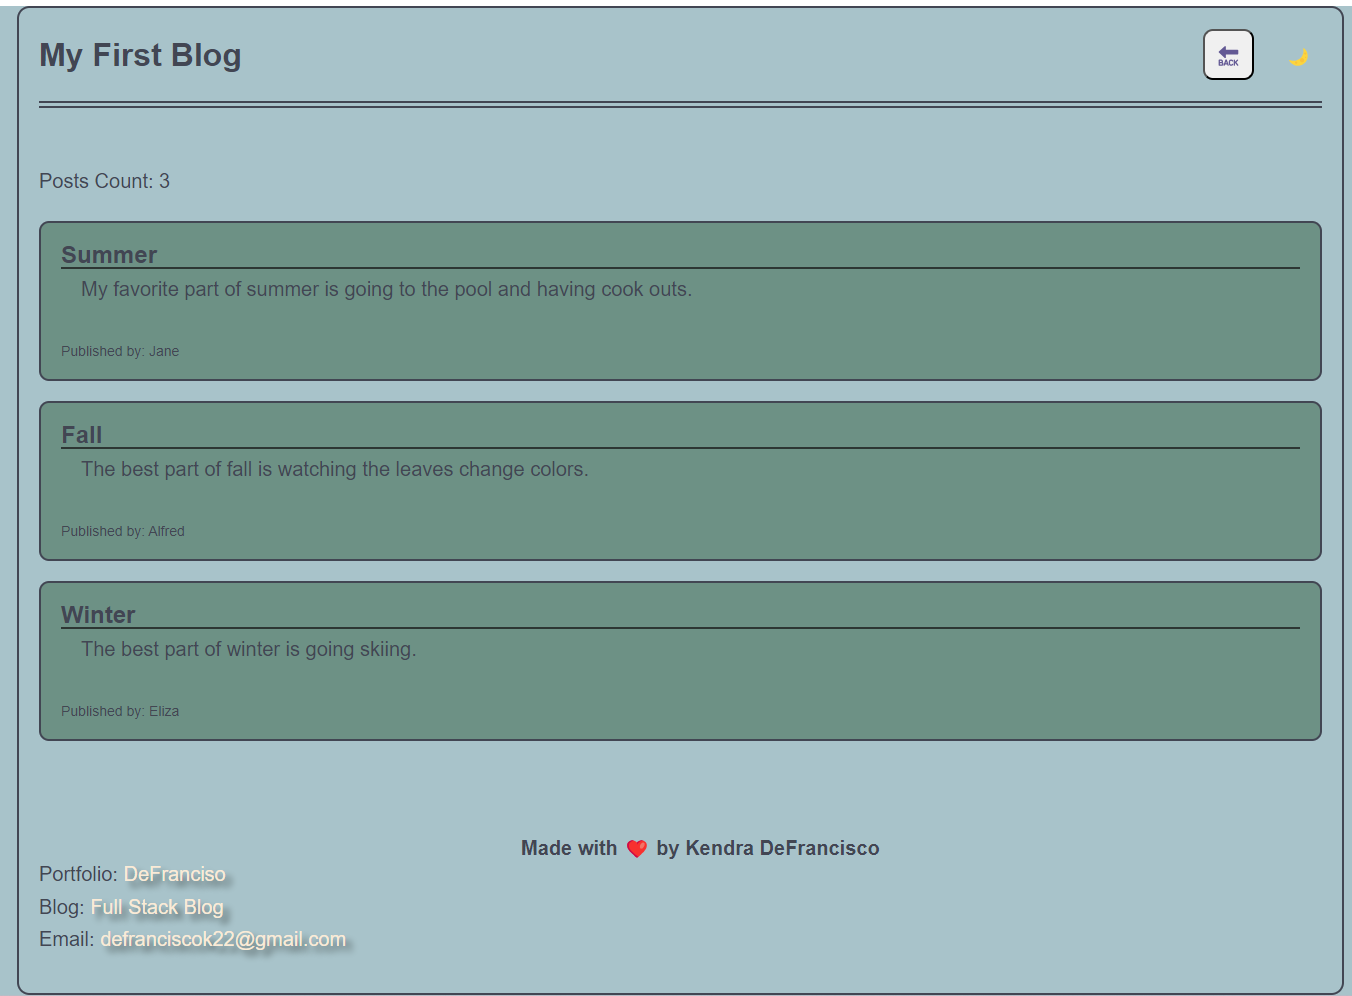 My First Blog
BACK
Posts Count: 3
Summer
My favorite part of summer is going to the pool and having cook outs.
Published by: Jane
Fall
The best part of fall is watching the leaves change colors.
Published by: Alfred
Winter
The best part of winter is going skiing.
Published by: Eliza
Made with ❤️ by Kendra DeFrancisco
Portfolio: DeFranciso
Blog: Full Stack Blog
Email: defranciscok22@gmail.com